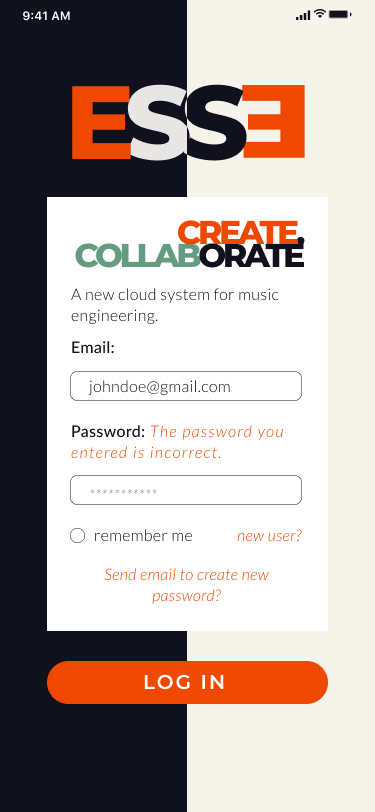 9:41 AM
ESSE
CREATE,
COLLABORATE
A new cloud system for music
engineering.
Email:
johndoe@gmail.com
Password: The password you
entered is incorrect.
***********
remember me new user?
Send email to create new
password?
LOG IN